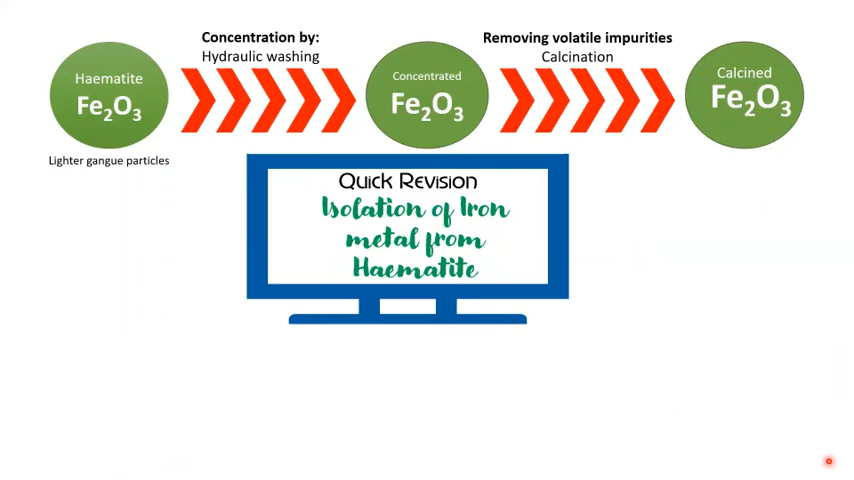 Concentration by:
Hydraulic washing
Removing volatile impurities
Calcination
Haematite
Fe₂O₃
Concentrated
Fe₂O₃
Calcined
Fe₂O₃
Lighter gangue particles
Quick Revision
Isolation of Iron
metal from
Haematite